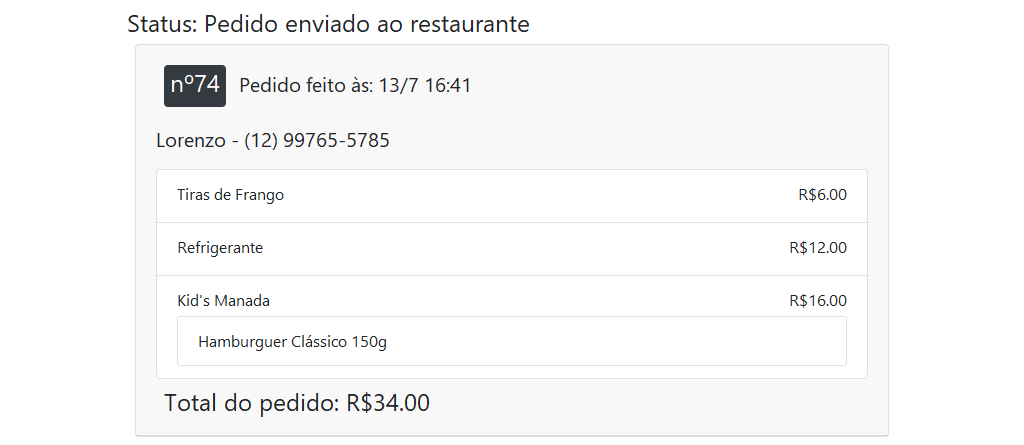 Status: Pedido enviado ao restaurante
nº74 Pedido feito às: 13/7 16:41
Lorenzo - (12) 99765-5785
Tiras de Frango R$6.00
Refrigerante R$12.00
Kid's Manada R$16.00
Hamburguer Clássico 150g
Total do pedido: R$34.00